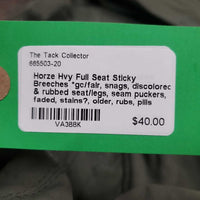 The Tack Collector
665503-20
Horze Hvy Full Seat Sticky
Breeches *gc/fair, snags, discolored
& rubbed seat/legs, seam puckers,
faded, stains?, older, rubs, pills
VA388K
$40.00